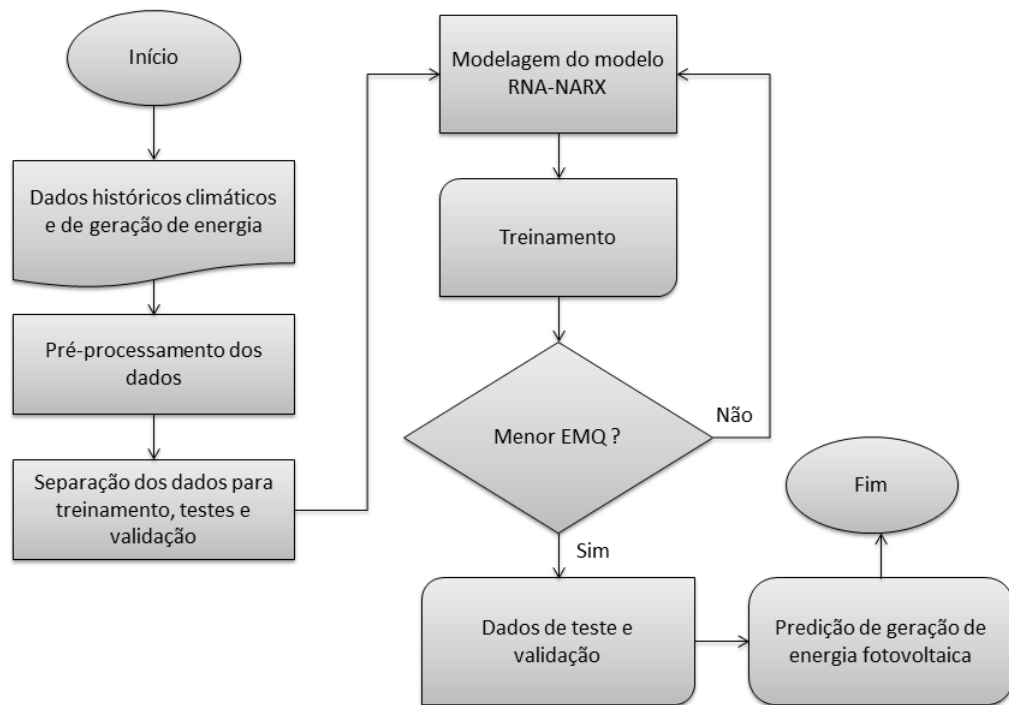 Início
Dados históricos climáticos
e de geração de energia
Pré-processamento dos
dados
Separação dos dados para
treinamento, testes e
validação
Modelagem do modelo
RNA-NARX
Treinamento
Menor EMQ ?
Não
Sim
Dados de teste e
validação
Predição de geração de
energia fotovoltaica
Fim